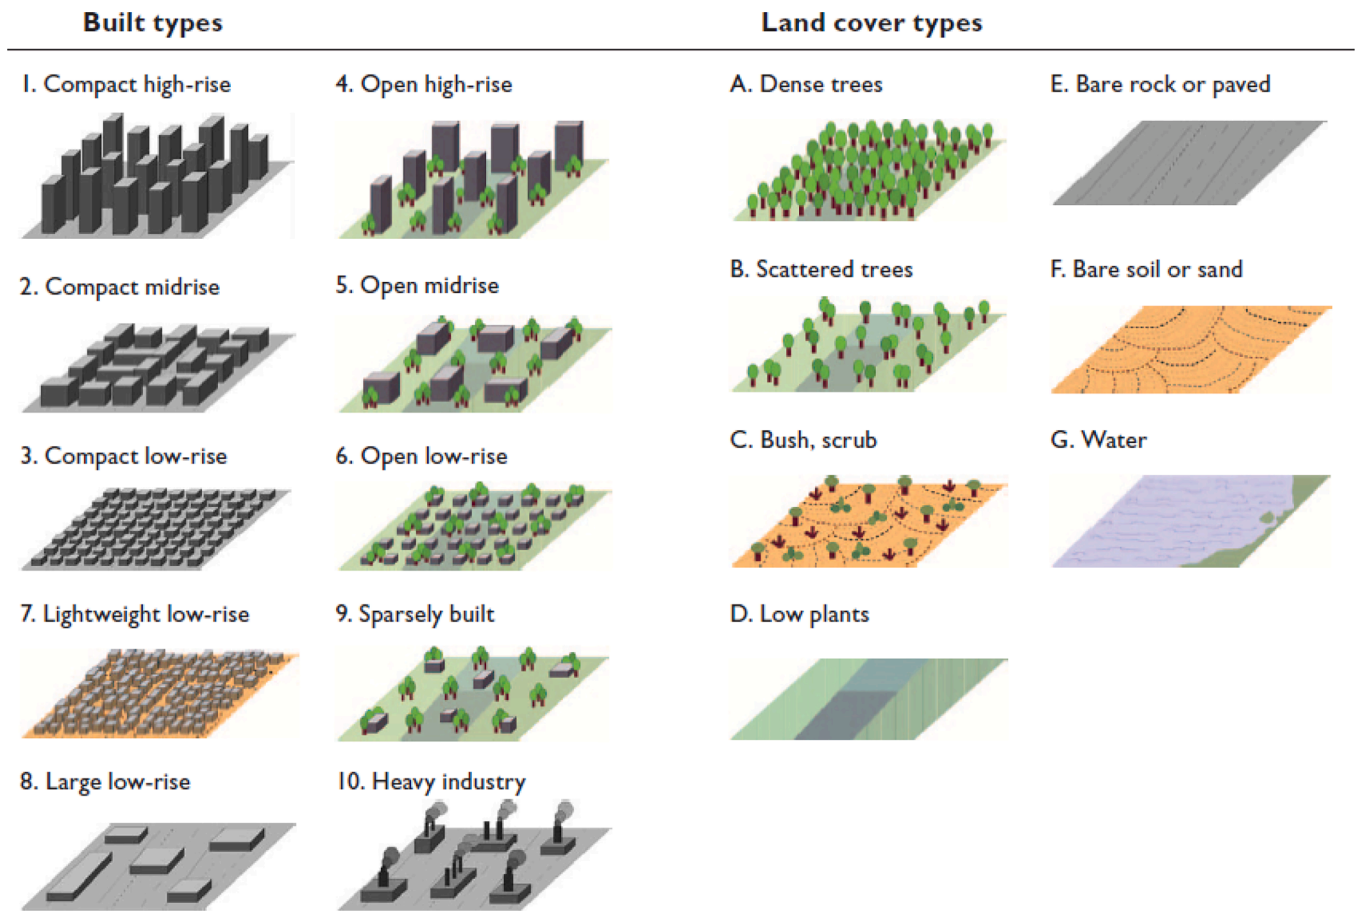 Built types
Land cover types
1. Compact high-rise
4. Open high-rise
A. Dense trees
E. Bare rock or paved
2. Compact midrise
5. Open midrise
B. Scattered trees
F. Bare soil or sand
3. Compact low-rise
6. Open low-rise
C. Bush, scrub
G. Water
7. Lightweight low-rise
9. Sparsely built
D. Low plants
8. Large low-rise
10. Heavy industry